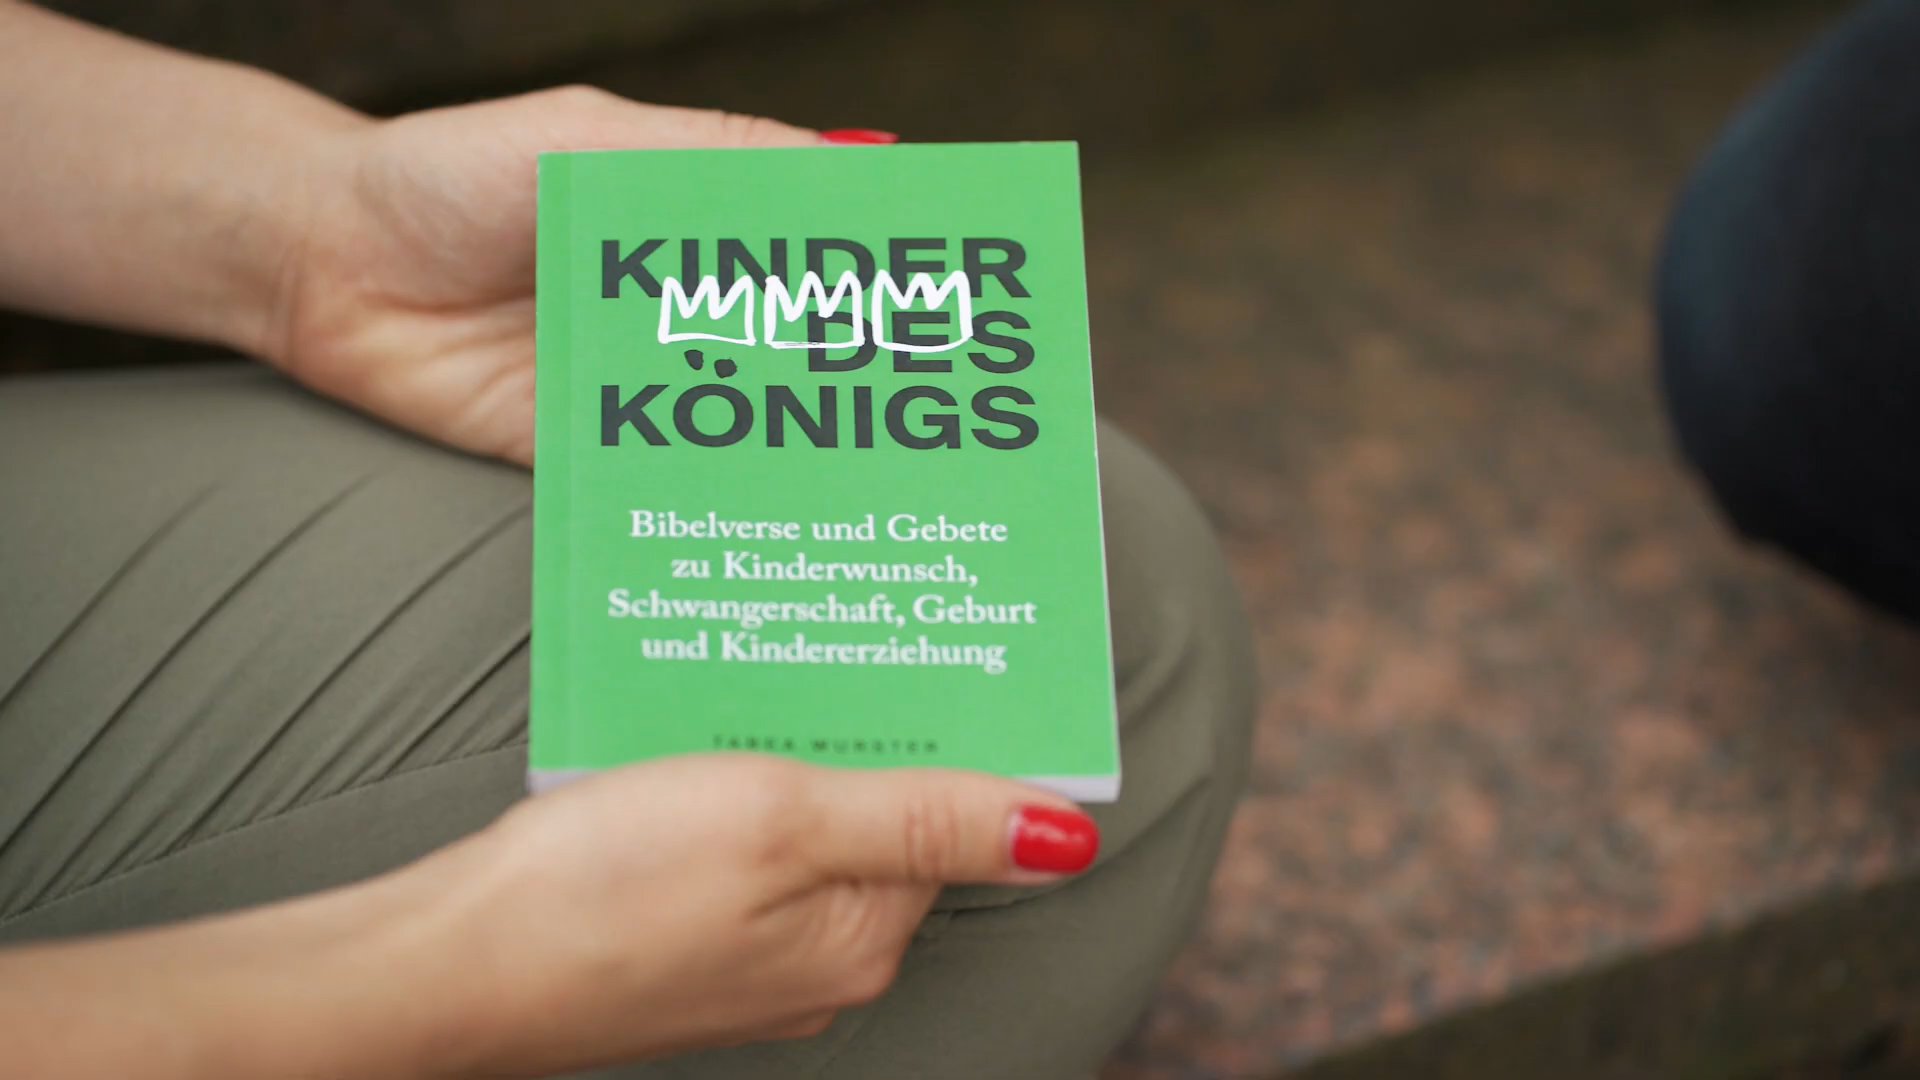 KINDER
DES
KÖNIGS
Bibelverse und Gebete
zu Kinderwunsch,
Schwangerschaft, Geburt
und Kindererziehung